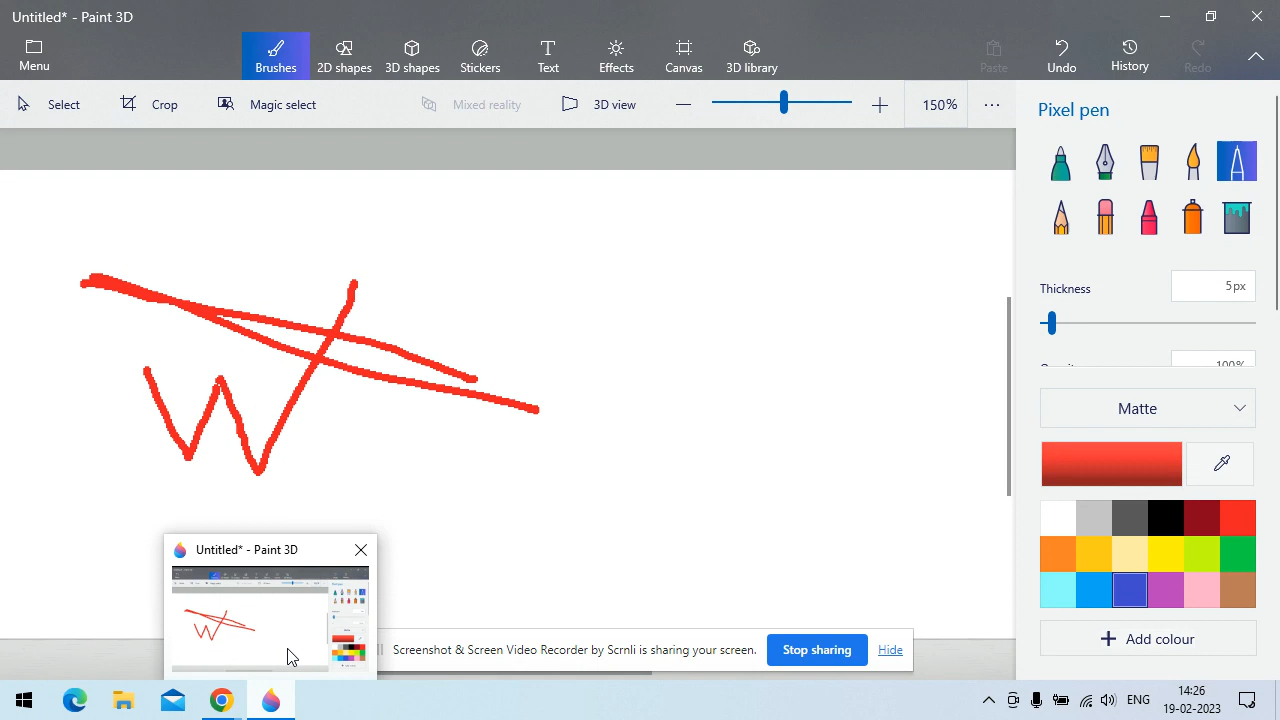 Untitled* - Paint 3D
Menu
Brushes
2D shapes
3D shapes
Stickers
Text
Effects
Canvas
3D library
Paste
Undo
History
Redo
Select
Crop
Magic select
Mixed reality
3D view
150%
Pixel pen
Thickness
5px
Opacity
100%
Matte
Add colour
W
Untitled* - Paint 3D
Screenshot & Screen Video Recorder by Scrnli is sharing your screen.
Stop sharing
Hide
ENG
14:26
19-02-2023